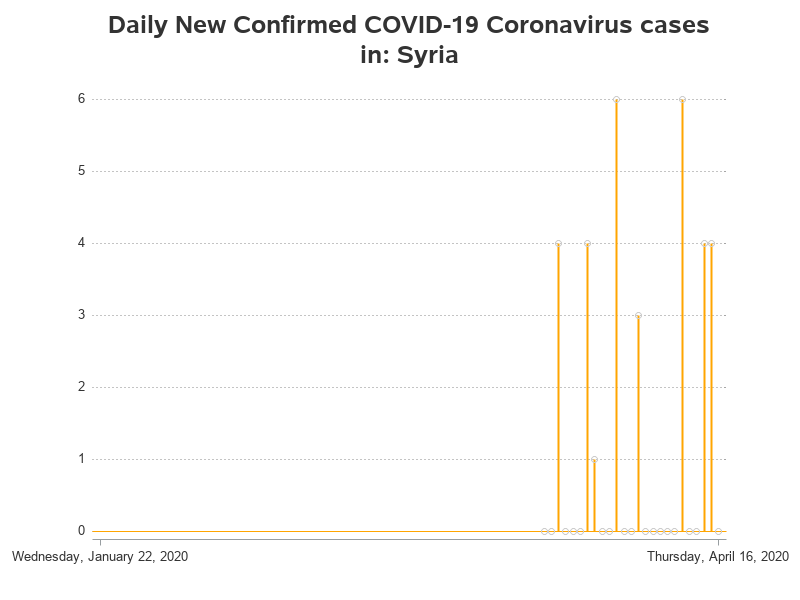 Daily New Confirmed COVID-19 Coronavirus cases
in: Syria
6
5
4
3
2
1
0
Wednesday, January 22, 2020 Thursday, April 16, 2020